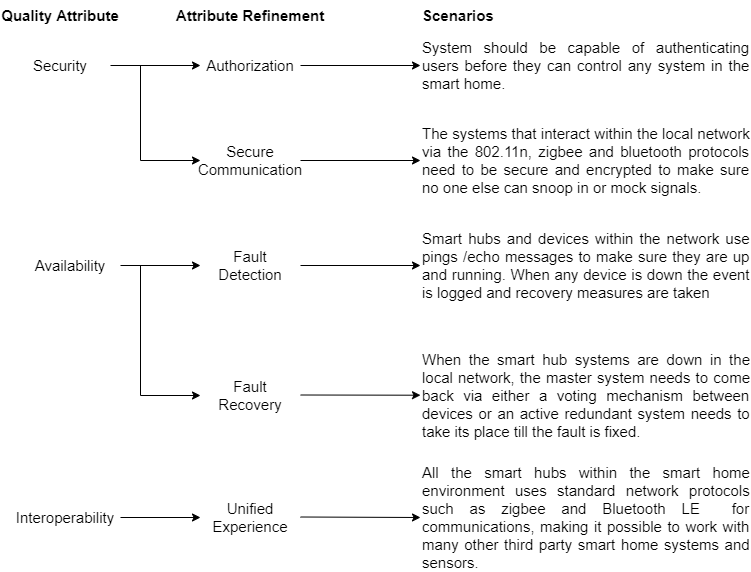 Quality Attribute Attribute Refinement Scenarios
Security
Authorization
System should be capable of authenticating
users before they can control any system in the
smart home.
Secure
Communication
The systems that interact within the local network
via the 802.11n, zigbee and bluetooth protocols
need to be secure and encrypted to make sure
no one else can snoop in or mock signals.
Availability
Fault
Detection
Smart hubs and devices within the network use
pings /echo messages to make sure they are up
and running. When any device is down the event
is logged and recovery measures are taken
Fault
Recovery
When the smart hub systems are down in the
local network, the master system needs to come
back via either a voting mechanism between
devices or an active redundant system needs to
take its place till the fault is fixed.
Interoperability
Unified
Experience
All the smart hubs within the smart home
environment uses standard network protocols
such as zigbee and Bluetooth LE for
communications, making it possible to work with
many other third party smart home systems and
sensors.